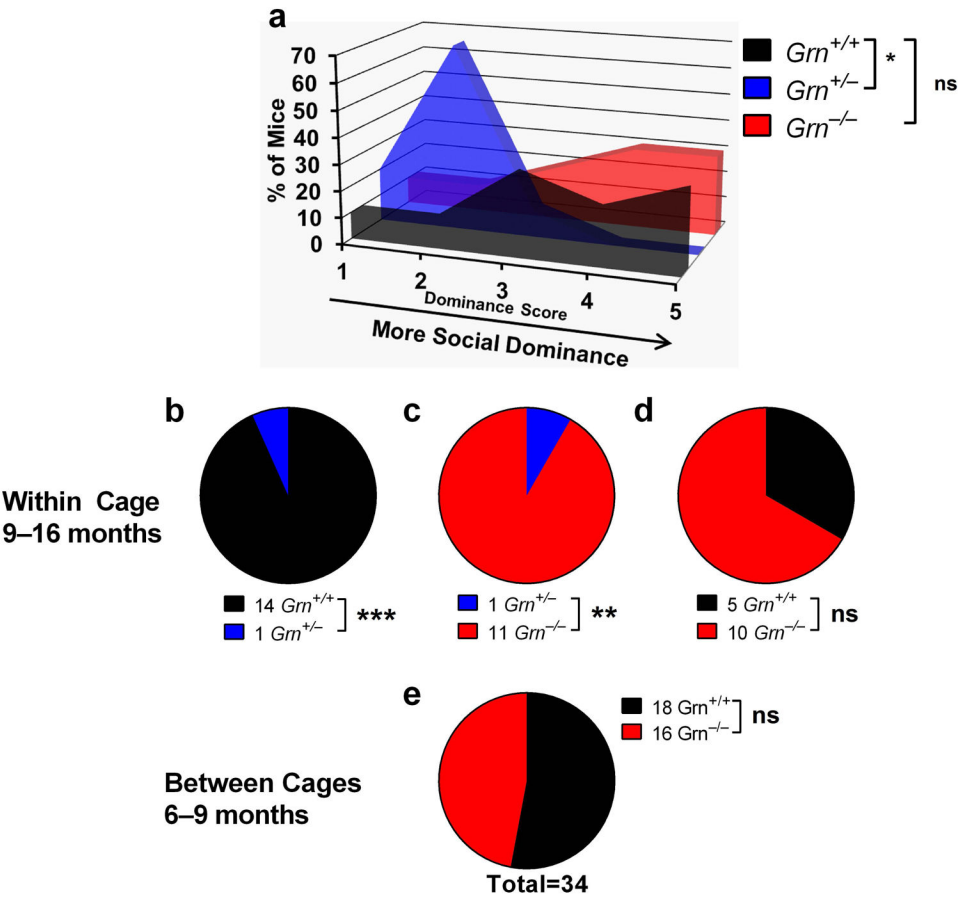 a
70
60
50
40
30
20
10
0
% of Mice
1
2
3
4
5
Dominance Score
More Social Dominance
Grn+/+
Grn+/–
Grn–/–
*
ns
b
c
d
Within Cage
9–16 months
14 Grn+/+
1 Grn+/–
***
1 Grn+/–
11 Grn–/–
**
5 Grn+/+
10 Grn–/–
ns
e
18 Grn+/+
16 Grn–/–
ns
Between Cages
6–9 months
Total=34